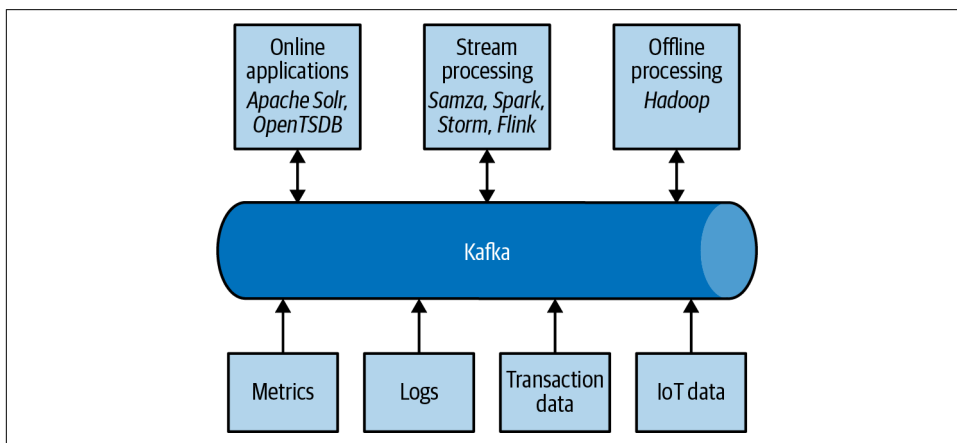 Online
applications
Apache Solr,
OpenTSDB
Stream
processing
Samza, Spark,
Storm, Flink
Offline
processing
Hadoop
Kafka
Metrics
Logs
Transaction
data
IoT data